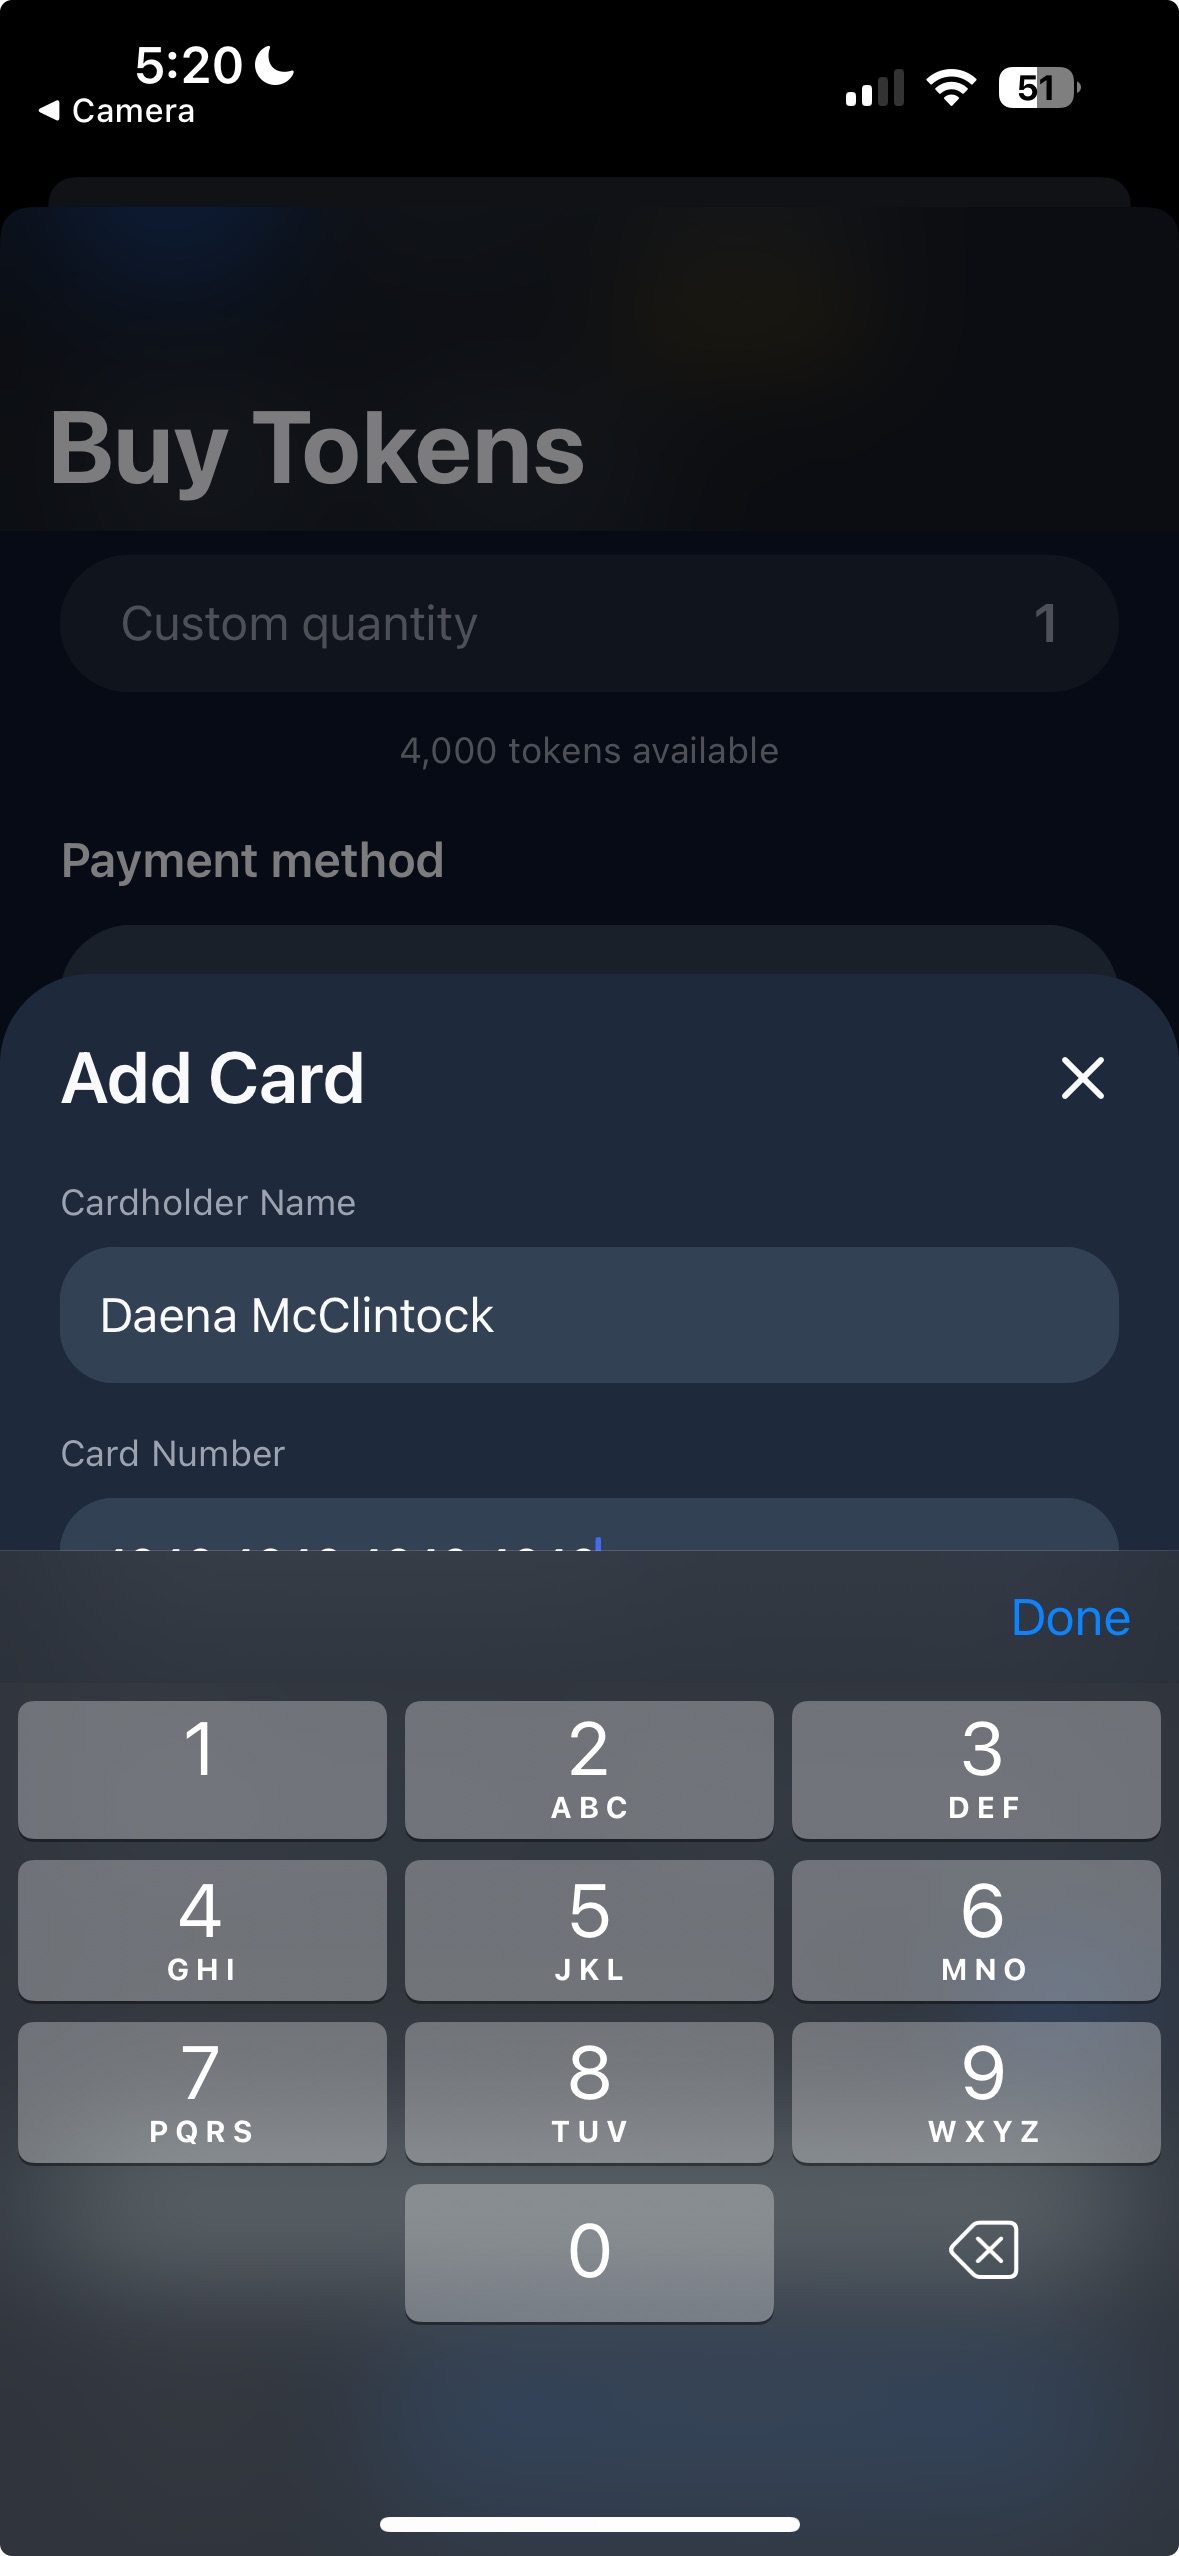 5:20
Camera
51
Buy Tokens
Custom quantity 1
4,000 tokens available
Payment method
Add Card
Cardholder Name
Daena McClintock
Card Number
Done
1
2
ABC
3
DEF
4
GHI
5
JKL
6
MNO
7
PQRS
8
TUV
9
WXYZ
0